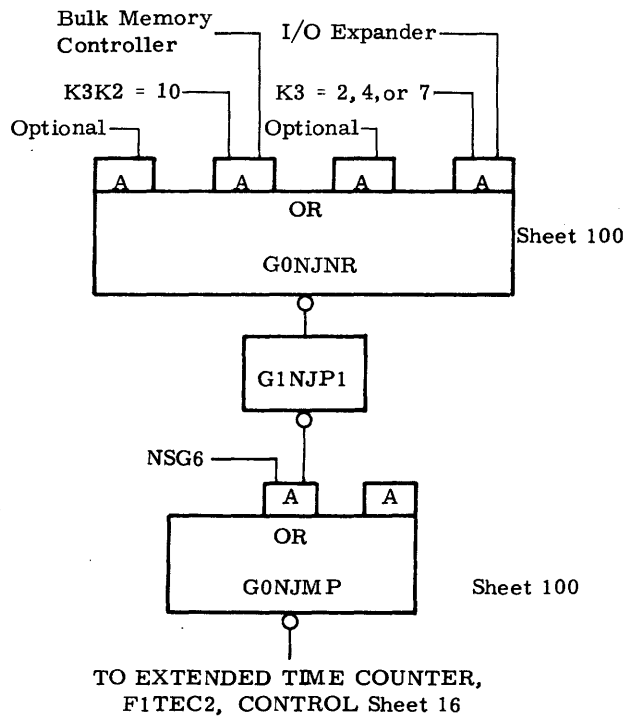 Bulk Memory
Controller
I/O Expander
K3K2 = 10
K3 = 2, 4, or 7
Optional
Optional
A
A
A
A
OR
Sheet 100
G0NJNR
G1NJP1
NSG6
A
A
OR
G0NJMP
Sheet 100
TO EXTENDED TIME COUNTER,
F1TEC2, CONTROL Sheet 16